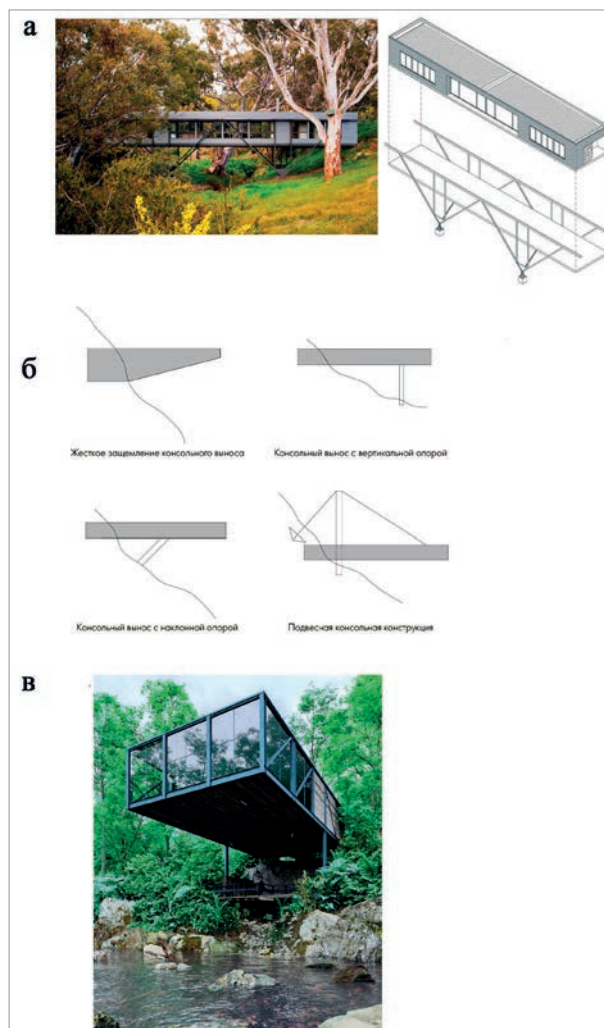 а
б
Жесткое защемление консольного выноса
Консольный вынос с вертикальной опорой
Консольный вынос с наклонной опорой
Подвесная консольная конструкция
в